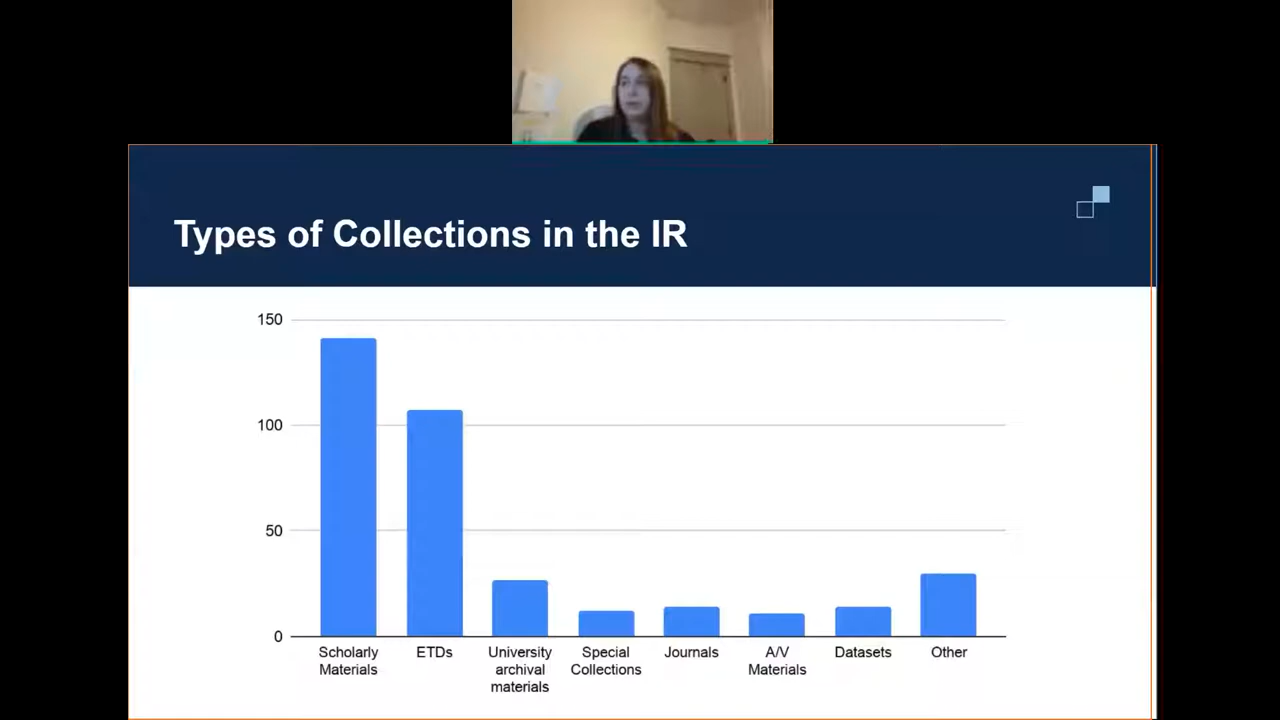 Types of Collections in the IR
150
100
50
0
Scholarly
Materials
ETDs
University
archival
materials
Special
Collections
Journals
A/V
Materials
Datasets
Other